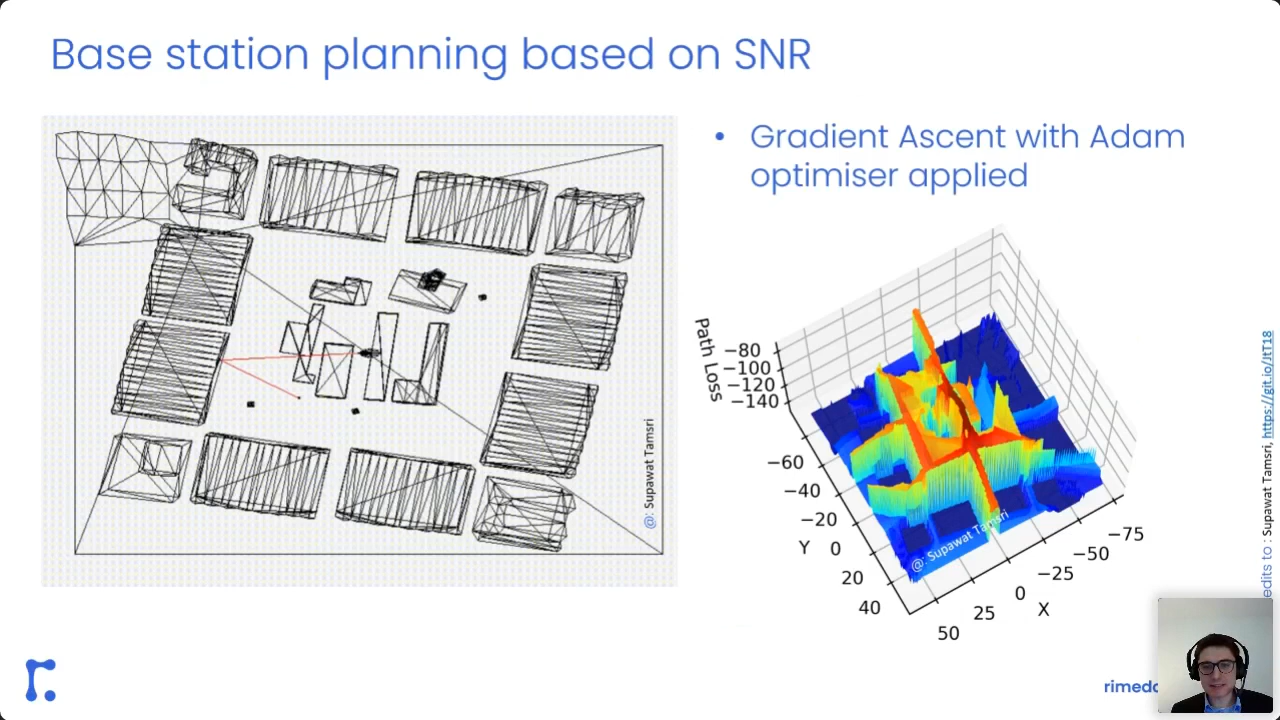 Base station planning based on SNR
• Gradient Ascent with Adam
optimiser applied
@: Supawat Tamsri
Path Loss
−80
−100
−120
−140
−60
−40
−20
Y 0
20
40
@: Supawat Tamsri
−75
−50
−25
0 X
25
50
edits to : Supawat Tamsri, https://git.io/JtT18